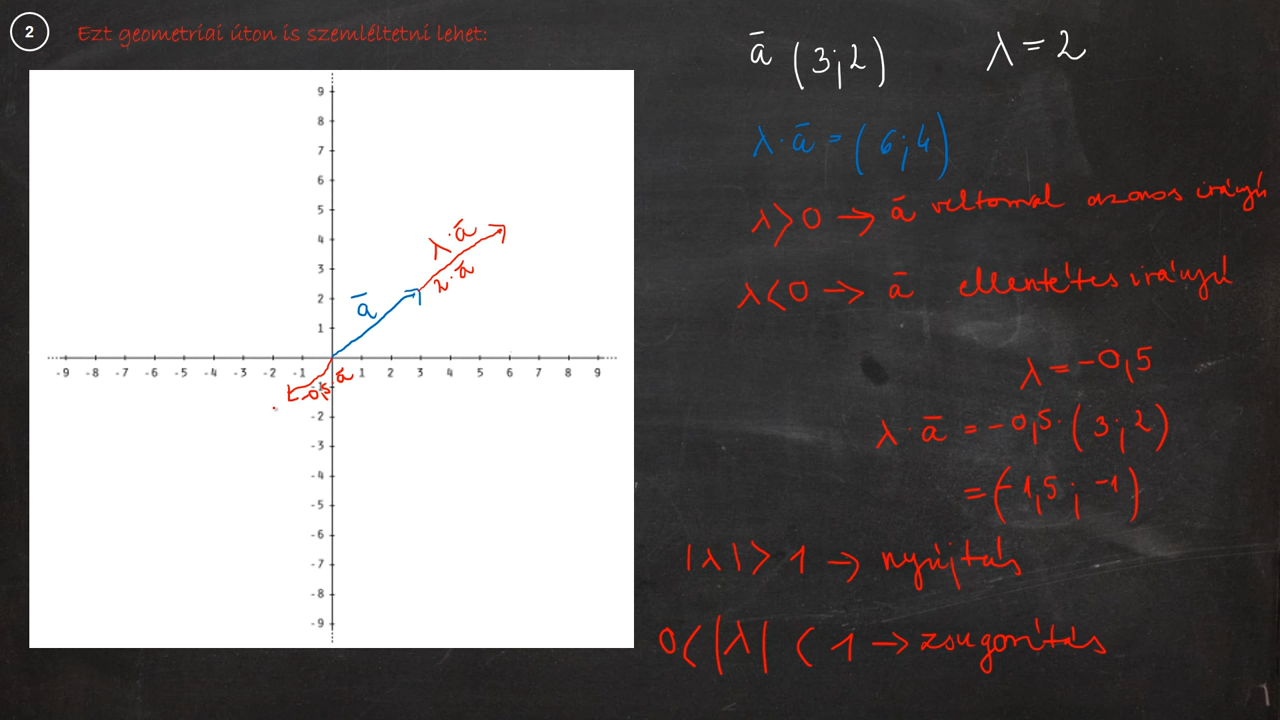 2 Ezt geometriai úton is szemléltetni lehet:
ā (3;2) λ = 2
λ·ā = (6;4)
λ>0 → ā vektorral azonos irányú
λ<0 → ā ellentétes irányú
λ = -0,5
λ·ā = -0,5·(3;2)
= (-1,5; -1)
|λ| > 1 → nyújtás
0<|λ| < 1 → zsugorítás
9
8
7
6
5
4
3
2
1
-9 -8 -7 -6 -5 -4 -3 -2 -1 1 2 3 4 5 6 7 8 9
-1
-2
-3
-4
-5
-6
-7
-8
-9
λ·ā
2·ā
ā
-0,5·ā
1